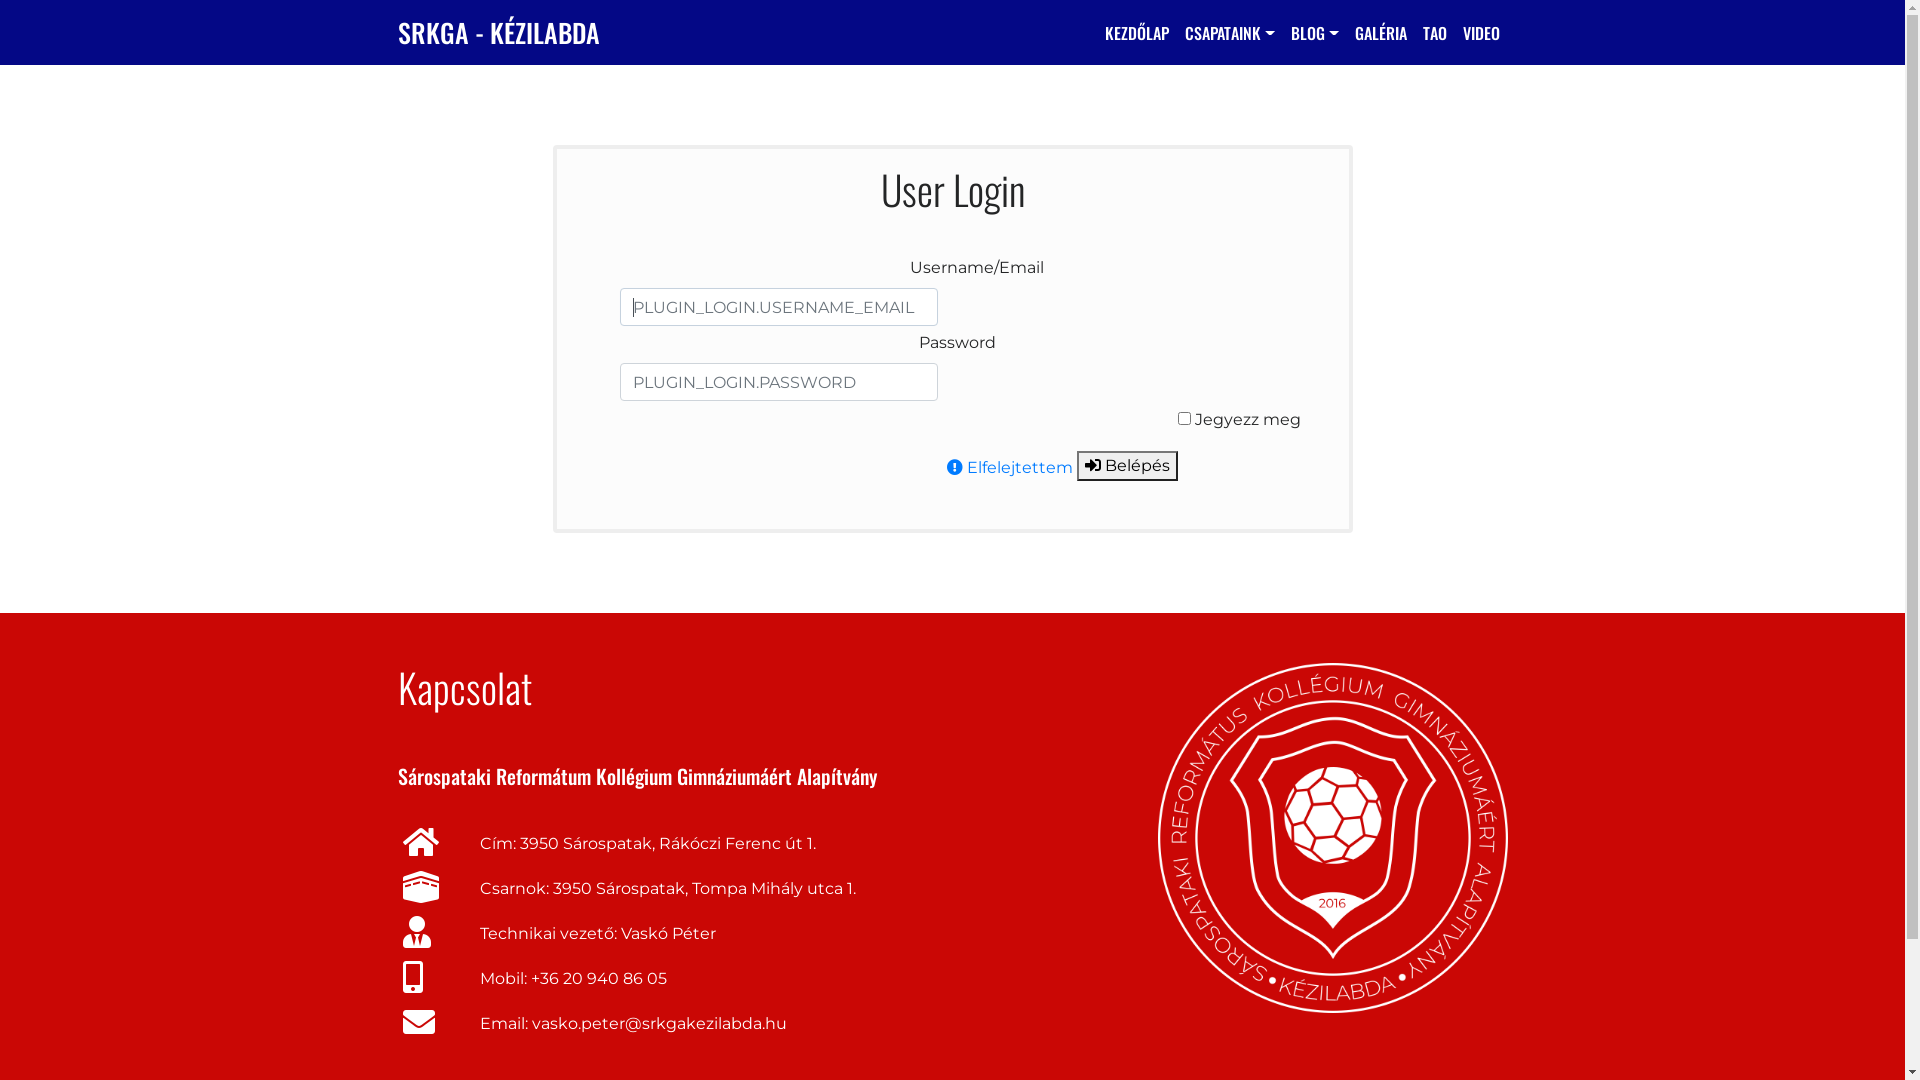 SRKGA - KÉZILABDA
KEZDŐLAP CSAPATAINK BLOG GALÉRIA TAO VIDEO
User Login
Username/Email
PLUGIN_LOGIN.USERNAME_EMAIL
Password
PLUGIN_LOGIN.PASSWORD
Jegyezz meg
Elfelejtettem Belépés
Kapcsolat
Sárospataki Reformátum Kollégium Gimnáziumáért Alapítvány
Cím: 3950 Sárospatak, Rákóczi Ferenc út 1.
Csarnok: 3950 Sárospatak, Tompa Mihály utca 1.
Technikai vezető: Vaskó Péter
Mobil: +36 20 940 86 05
Email: vasko.peter@srkgakezilabda.hu
SÁROSPATAKI REFORMÁTUS KOLLÉGIUM GIMNÁZIUMÁÉRT ALAPÍTVÁNY
2016
KÉZILABDA